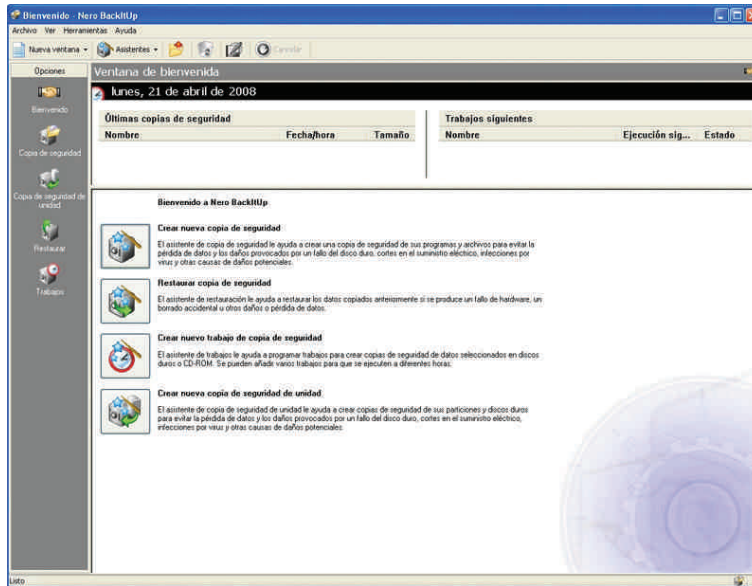 Bienvenido - Nero BackItUp
Archivo Ver Herramientas Ayuda
Nueva ventana Asistentes Cancelar
Opciones
Bienvenido
Copia de seguridad
Copia de seguridad de
unidad
Restaurar
Trabajos
Ventana de bienvenida
lunes, 21 de abril de 2008
Últimas copias de seguridad
Nombre Fecha/hora Tamaño
Trabajos siguientes
Nombre Ejecución sig... Estado
Bienvenido a Nero BackItUp
Crear nueva copia de seguridad
El asistente de copia de seguridad le ayuda a crear una copia de seguridad de sus programas y archivos para evitar la
pérdida de datos y los daños provocados por un fallo del disco duro, cortes en el suministro eléctrico, infecciones por
virus y otras causas de daños potenciales.
Restaurar copia de seguridad
El asistente de restauración le ayuda a restaurar los datos copiados anteriormente si se produce un fallo de hardware, un
borrado accidental u otros daños o pérdida de datos.
Crear nuevo trabajo de copia de seguridad
El asistente de trabajos le ayuda a programar trabajos para crear copias de seguridad de datos seleccionados en discos
duros o CD-ROM. Se pueden añadir varios trabajos para que se ejecuten a diferentes horas.
Crear nueva copia de seguridad de unidad
El asistente de copia de seguridad de unidad le ayuda a crear copias de seguridad de sus particiones y discos duros
para evitar la pérdida de datos y los daños provocados por un fallo del disco duro, cortes en el suministro eléctrico,
infecciones por virus y otras causas de daños potenciales.
Listo